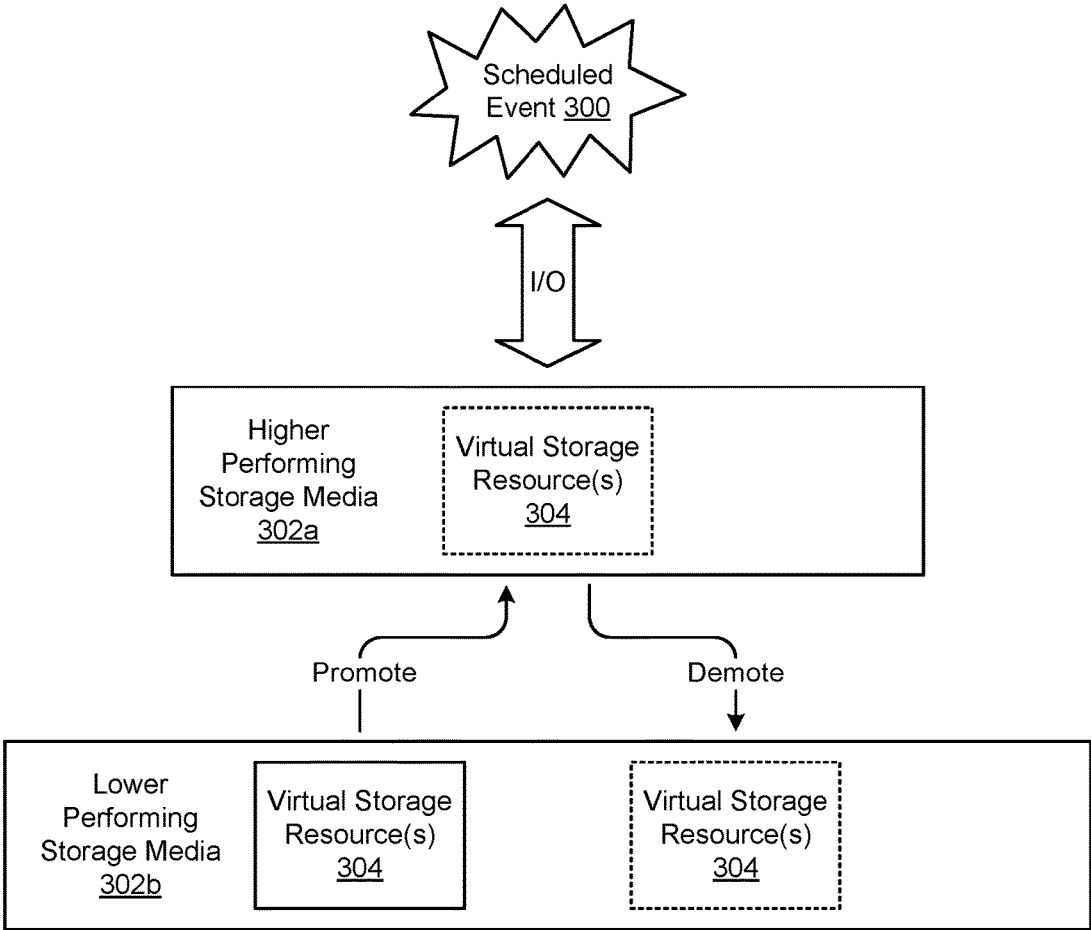 Scheduled
Event 300
I/O
Higher
Performing
Storage Media
302a
Virtual Storage
Resource(s)
304
Promote
Demote
Lower
Performing
Storage Media
302b
Virtual Storage
Resource(s)
304
Virtual Storage
Resource(s)
304